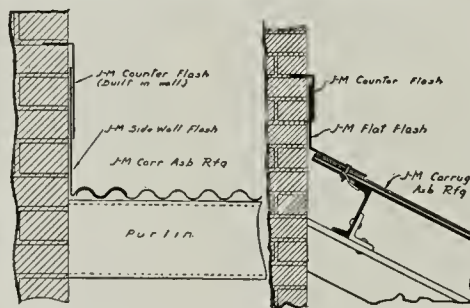 J-M Counter Flash
(built in wall)
J-M Side Wall Flash
J-M Corr Asb Rfg
Purlin
J-M Counter Flash
J-M Flat Flash
J-M Corrug
Asb Rfg